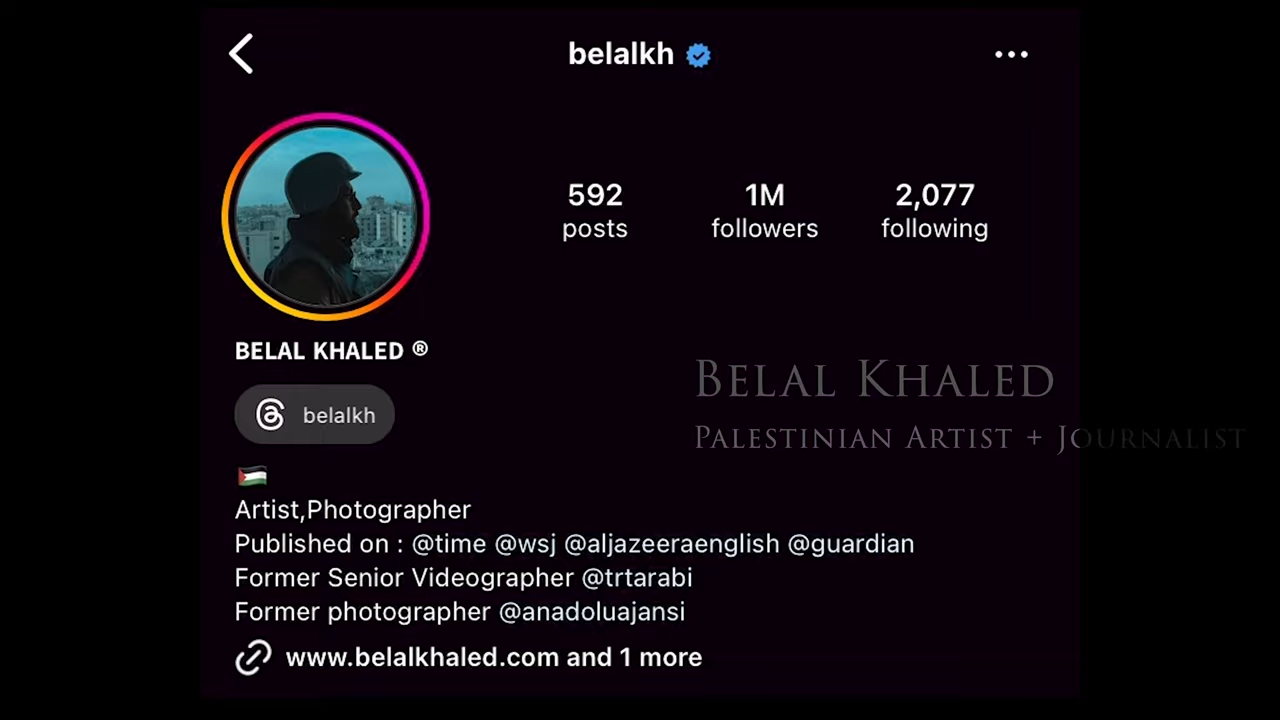 belalkh
592
posts
1M
followers
2,077
following
BELAL KHALED ®
belalkh
BELAL KHALED
PALESTINIAN ARTIST + JOURNALIST
🇵🇸
Artist,Photographer
Published on : @time @wsj @aljazeeraenglish @guardian
Former Senior Videographer @trtarabi
Former photographer @anadoluajansi
www.belalkhaled.com and 1 more